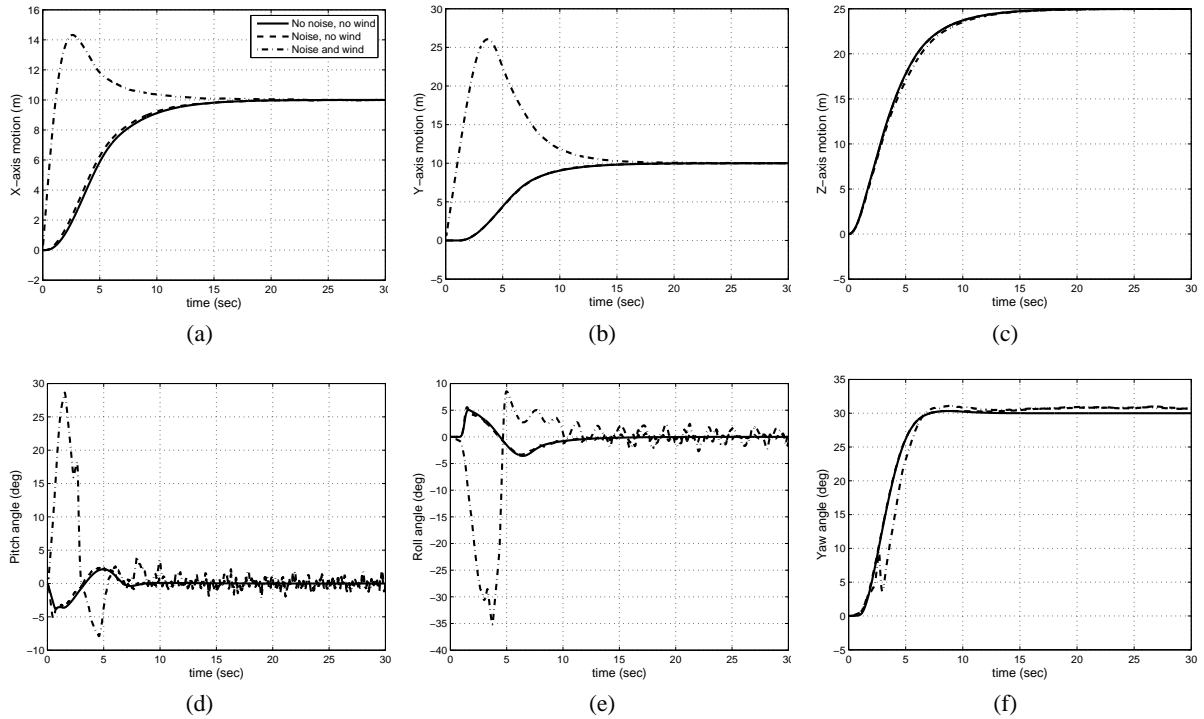 16
14
12
10
8
6
4
2
0
−2
X−axis motion (m)
0 5 10 15 20 25 30
time (sec)
No noise, no wind
Noise, no wind
Noise and wind
(a)
30
25
20
15
10
5
0
−5
Y−axis motion (m)
0 5 10 15 20 25 30
time (sec)
(b)
25
20
15
10
5
0
−5
Z−axis motion (m)
0 5 10 15 20 25 30
time (sec)
(c)
30
25
20
15
10
5
0
−5
−10
Pitch angle (deg)
0 5 10 15 20 25 30
time (sec)
(d)
10
5
0
−5
−10
−15
−20
−25
−30
−35
−40
Roll angle (deg)
0 5 10 15 20 25 30
time (sec)
(e)
35
30
25
20
15
10
5
0
−5
Yaw angle (deg)
0 5 10 15 20 25 30
time (sec)
(f)